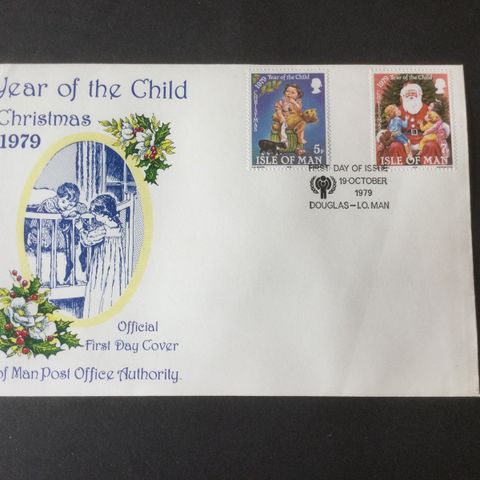 Year of the Child
Christmas
1979
Official
First Day Cover
of Man Post Office Authority.
1979 Year of the Child
CHRISTMAS
5p
ISLE OF MAN
1979 Year of the Child
7p
ISLE OF MAN
FIRST DAY OF ISSUE
19 OCTOBER
1979
DOUGLAS - I.O. MAN